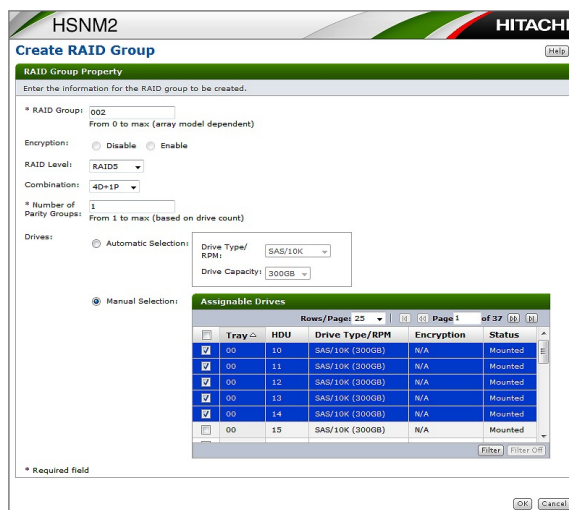 HSNM2
HITACHI
Create RAID Group
Help
RAID Group Property
Enter the information for the RAID group to be created.
* RAID Group: 002
From 0 to max (array model dependent)
Encryption: Disable Enable
RAID Level: RAID5
Combination: 4D+1P
* Number of Parity Groups: 1
From 1 to max (based on drive count)
Drives: Automatic Selection:
Drive Type/RPM: SAS/10K
Drive Capacity: 300GB
Manual Selection:
Assignable Drives
Rows/Page: 25 Page 1 of 37
Tray HDU Drive Type/RPM Encryption Status
00 10 SAS/10K (300GB) N/A Mounted
00 11 SAS/10K (300GB) N/A Mounted
00 12 SAS/10K (300GB) N/A Mounted
00 13 SAS/10K (300GB) N/A Mounted
00 14 SAS/10K (300GB) N/A Mounted
00 15 SAS/10K (300GB) N/A Mounted
Filter Filter Off
* Required field
OK Cancel